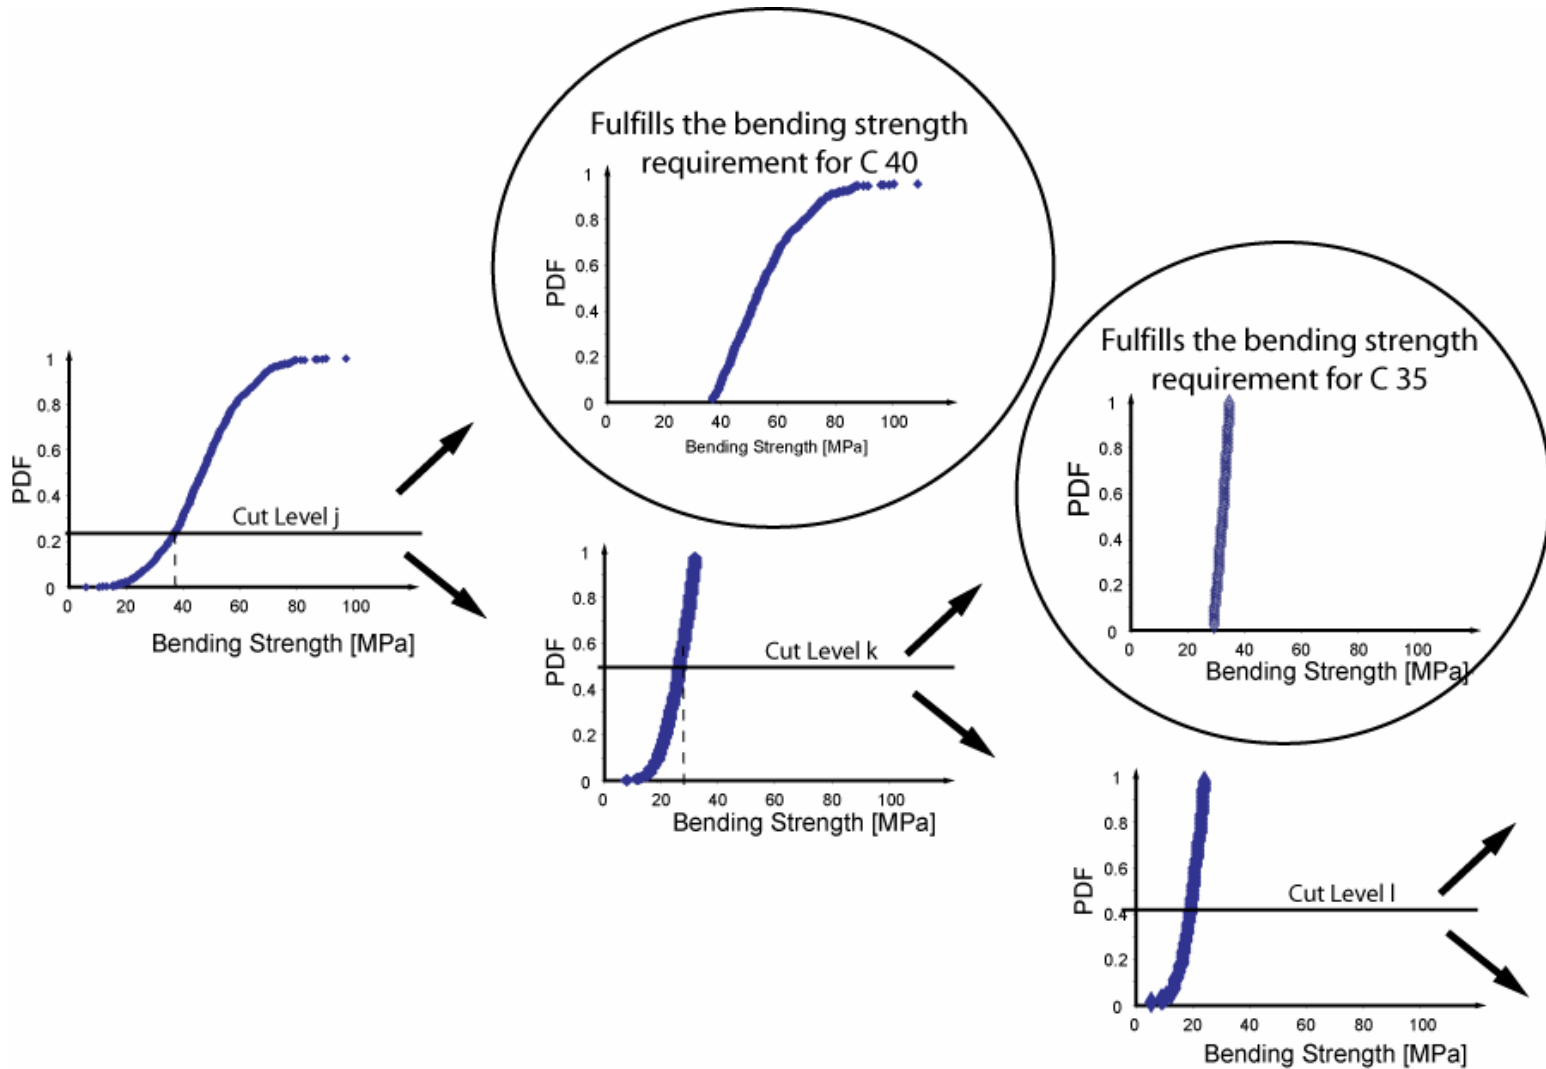 Fulfills the bending strength
requirement for C 40
1
0.8
0.6
0.4
0.2
0
PDF
0 20 40 60 80 100
Bending Strength [MPa]
Fulfills the bending strength
requirement for C 35
1
0.8
0.6
0.4
0.2
0
PDF
0 20 40 60 80 100
Bending Strength [MPa]
1
0.8
0.6
0.4
0.2
0
PDF
Cut Level j
0 20 40 60 80 100
Bending Strength [MPa]
1
0.8
0.6
0.4
0.2
0
PDF
Cut Level k
0 20 40 60 80 100
Bending Strength [MPa]
1
0.8
0.6
0.4
0.2
0
PDF
Cut Level l
0 20 40 60 80 100
Bending Strength [MPa]